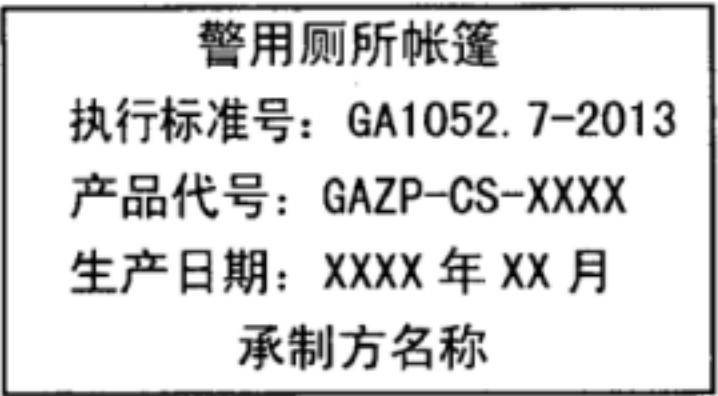 警用厕所帐篷
执行标准号：GA1052.7-2013
产品代号：GAZP-CS-XXXX
生产日期：XXXX 年 XX 月
承制方名称